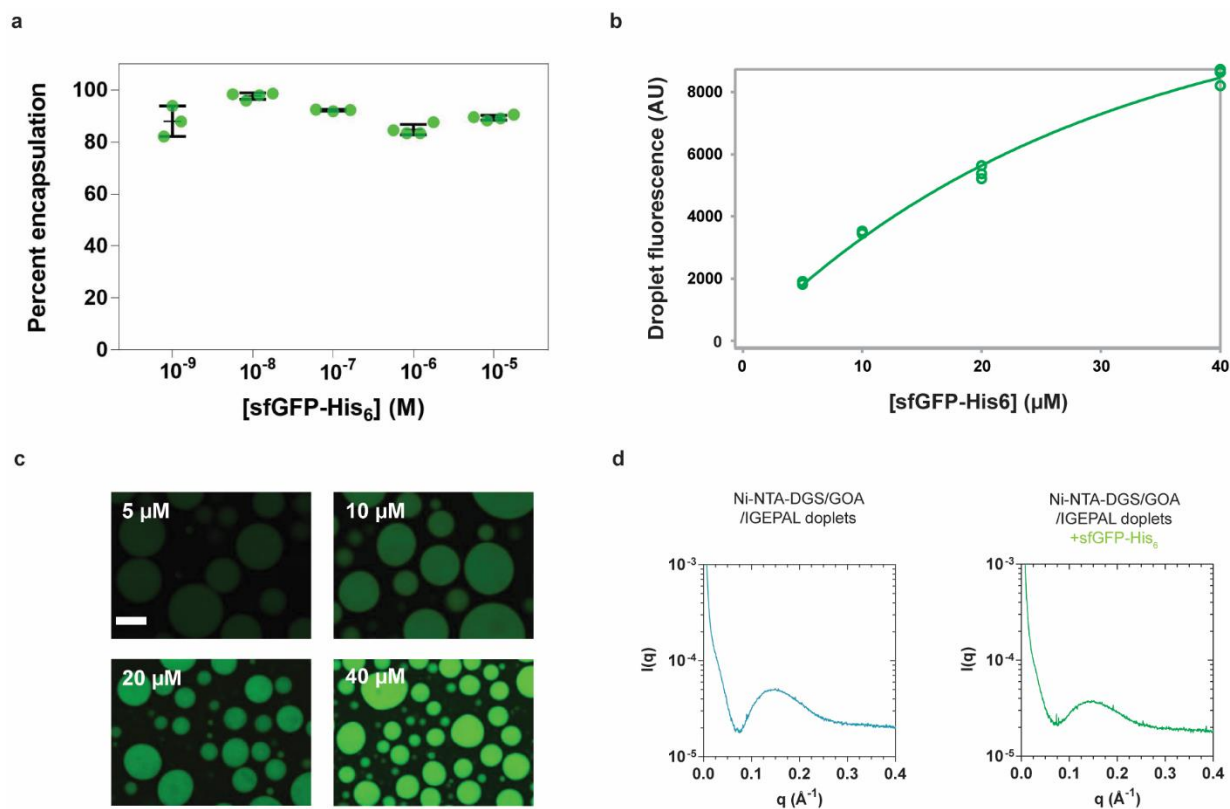 a
Percent encapsulation
100
80
60
40
20
0
10⁻⁹ 10⁻⁸ 10⁻⁷ 10⁻⁶ 10⁻⁵
[sfGFP-His₆] (M)
b
Droplet fluorescence (AU)
8000
6000
4000
2000
0
0 10 20 30 40
[sfGFP-His6] (µM)
c
5 µM
10 µM
20 µM
40 µM
d
Ni-NTA-DGS/GOA
/IGEPAL doplets
I(q)
10⁻³
10⁻⁴
10⁻⁵
0.0 0.1 0.2 0.3 0.4
q (Å⁻¹)
Ni-NTA-DGS/GOA
/IGEPAL doplets
+sfGFP-His₆
I(q)
10⁻³
10⁻⁴
10⁻⁵
0.0 0.1 0.2 0.3 0.4
q (Å⁻¹)